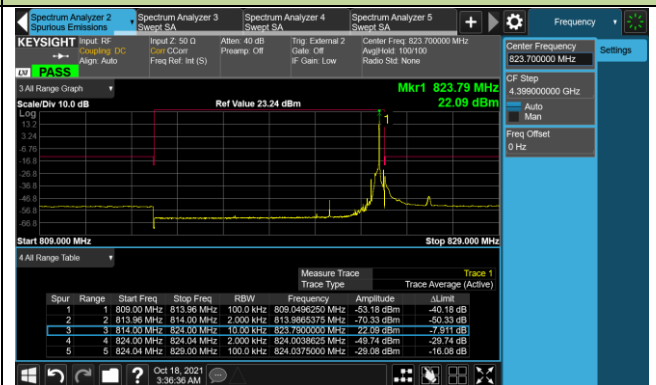 Spectrum Analyzer 2
Spurious Emissions
Spectrum Analyzer 3
Swept SA
Spectrum Analyzer 4
Swept SA
Spectrum Analyzer 5
Swept SA
+
Frequency
KEYSIGHT
Input: RF
Coupling: DC
Align: Auto
Input Z: 50 Ω
Corr CCorr
Freq Ref: Int (S)
Atten: 40 dB
Preamp: Off
Trig: External 2
Gate: Off
IF Gain: Low
Center Freq: 823.700000 MHz
Avg|Hold: 100/100
Radio Std: None
LXI PASS
Center Frequency
823.700000 MHz
Settings
CF Step
4.399000000 GHz
Auto
Man
Freq Offset
0 Hz
3 All Range Graph
Mkr1 823.79 MHz
22.09 dBm
Scale/Div 10.0 dB
Ref Value 23.24 dBm
Log
1
13.2
3.24
-6.76
-16.8
-26.8
-36.8
-46.8
-56.8
-66.8
Start 809.000 MHz
Stop 829.000 MHz
4 All Range Table
Measure Trace Trace 1
Trace Type Trace Average (Active)
Spur Range Start Freq Stop Freq RBW Frequency Amplitude ΔLimit
1 1 809.00 MHz 813.96 MHz 100.0 kHz 809.0496250 MHz -53.18 dBm -40.18 dB
2 2 813.96 MHz 814.00 MHz 2.000 kHz 813.9865375 MHz -70.33 dBm -50.33 dB
3 3 814.00 MHz 824.00 MHz 10.00 kHz 823.7900000 MHz 22.09 dBm -7.911 dB
4 4 824.00 MHz 824.04 MHz 2.000 kHz 824.0038625 MHz -49.74 dBm -29.74 dB
5 5 824.04 MHz 829.00 MHz 100.0 kHz 824.0375000 MHz -29.08 dBm -16.08 dB
?
Oct 18, 2021
3:36:36 AM